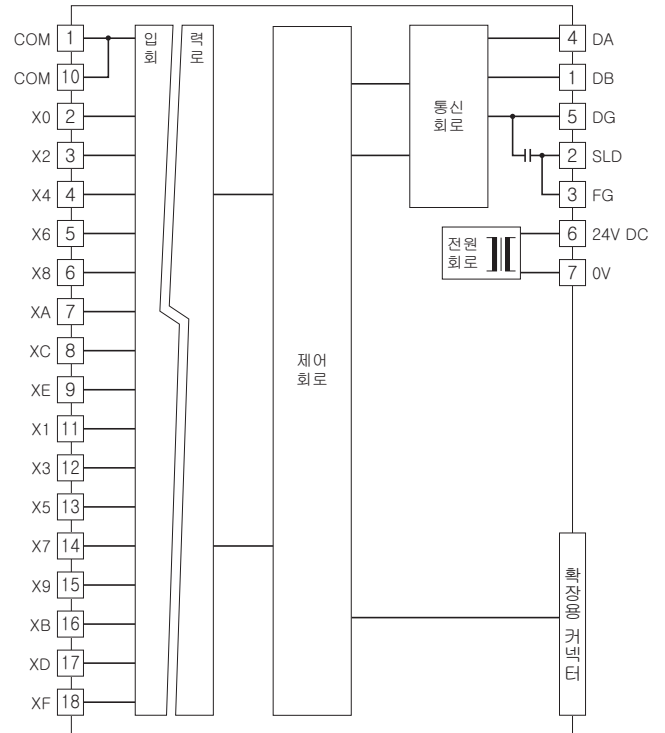 COM 1
COM 10
X0 2
X2 3
X4 4
X6 5
X8 6
XA 7
XC 8
XE 9
X1 11
X3 12
X5 13
X7 14
X9 15
XB 16
XD 17
XF 18
입 력
회 로
제어
회로
통신
회로
전원
회로
4 DA
1 DB
5 DG
2 SLD
3 FG
6 24V DC
7 0V
확장용 커넥터